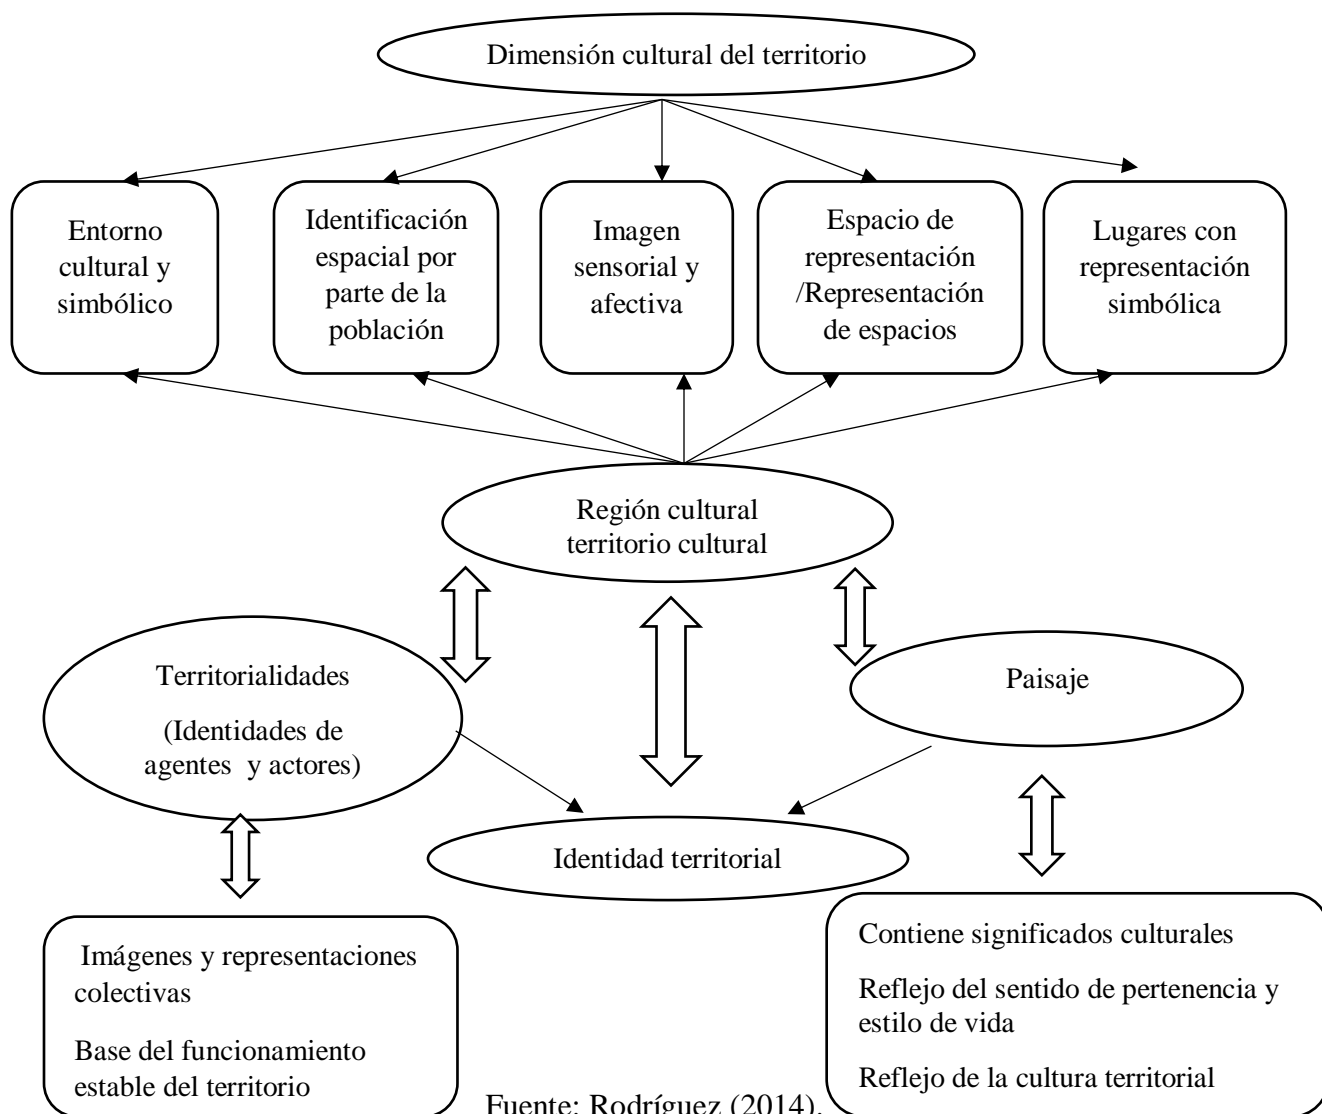 Dimensión cultural del territorio
Entorno
cultural y
simbólico
Identificación
espacial por
parte de la
población
Imagen
sensorial y
afectiva
Espacio de
representación
/Representación
de espacios
Lugares con
representación
simbólica
Región cultural
territorio cultural
Territorialidades
(Identidades de
agentes y actores)
Paisaje
Identidad territorial
Imágenes y representaciones
colectivas
Base del funcionamiento
estable del territorio
Contiene significados culturales
Reflejo del sentido de pertenencia y
estilo de vida
Reflejo de la cultura territorial
Fuente: Rodríguez (2014).